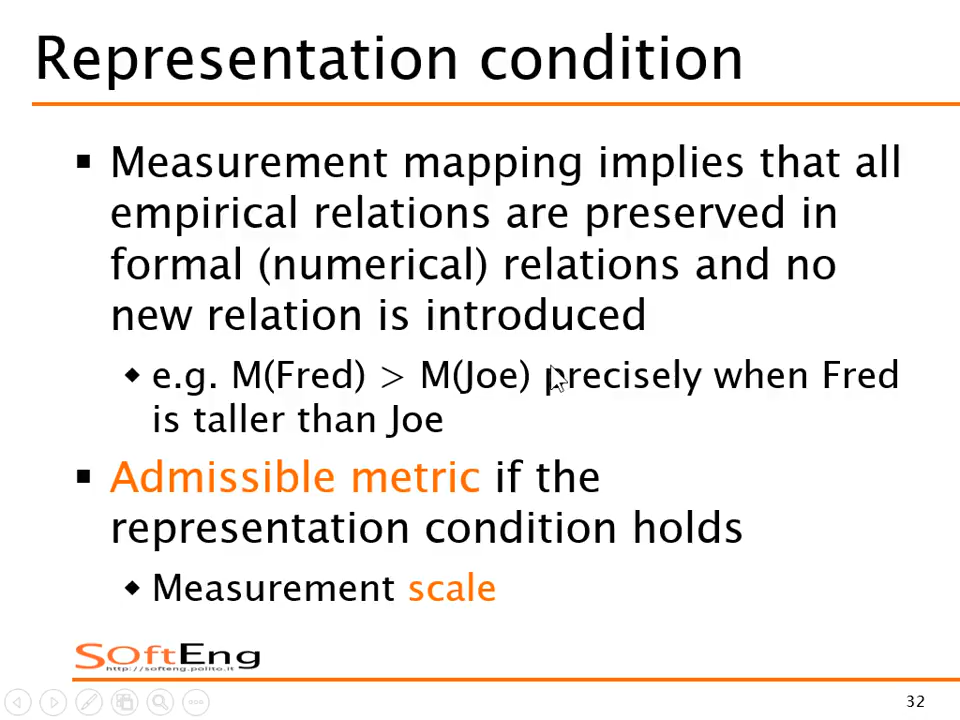 Representation condition
Measurement mapping implies that all
empirical relations are preserved in
formal (numerical) relations and no
new relation is introduced
e.g. M(Fred) > M(Joe) precisely when Fred
is taller than Joe
Admissible metric if the
representation condition holds
Measurement scale
SoftEng
http://softeng.polito.it
32